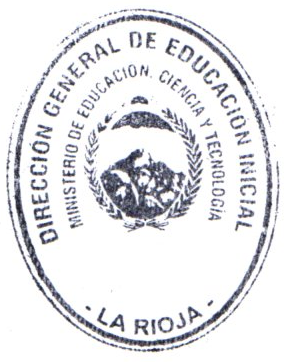 DIRECCIÓN GENERAL DE EDUCACIÓN INICIAL
MINISTERIO DE EDUCACIÓN, CIENCIA Y TECNOLOGÍA
- LA RIOJA -